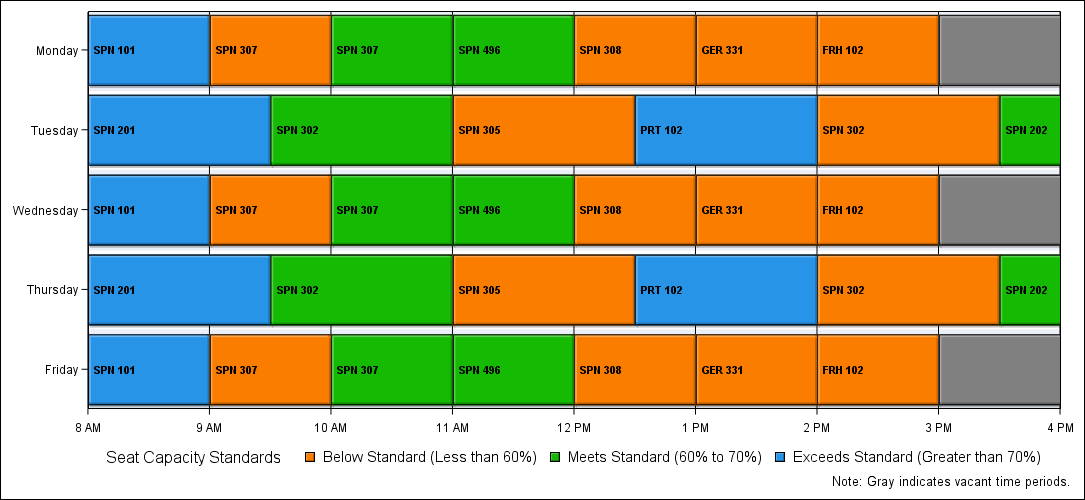 Monday SPN 101 SPN 307 SPN 307 SPN 496 SPN 308 GER 331 FRH 102
Tuesday SPN 201 SPN 302 SPN 305 PRT 102 SPN 302 SPN 202
Wednesday SPN 101 SPN 307 SPN 307 SPN 496 SPN 308 GER 331 FRH 102
Thursday SPN 201 SPN 302 SPN 305 PRT 102 SPN 302 SPN 202
Friday SPN 101 SPN 307 SPN 307 SPN 496 SPN 308 GER 331 FRH 102
8 AM 9 AM 10 AM 11 AM 12 PM 1 PM 2 PM 3 PM 4 PM
Seat Capacity Standards Below Standard (Less than 60%) Meets Standard (60% to 70%) Exceeds Standard (Greater than 70%)
Note: Gray indicates vacant time periods.